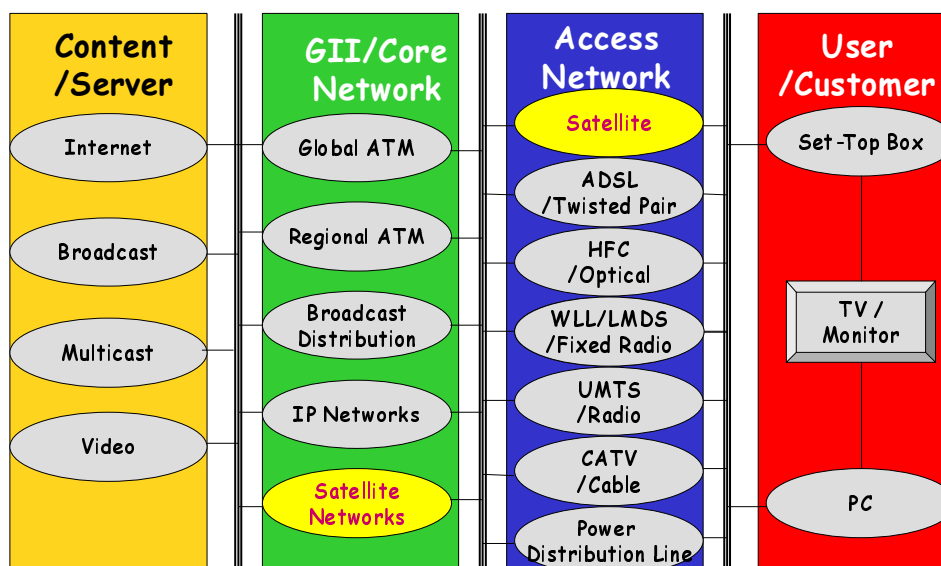 Content
/Server
Internet
Broadcast
Multicast
Video
GII/Core
Network
Global ATM
Regional ATM
Broadcast
Distribution
IP Networks
Satellite
Networks
Access
Network
Satellite
ADSL
/Twisted Pair
HFC
/Optical
WLL/LMDS
/Fixed Radio
UMTS
/Radio
CATV
/Cable
Power
Distribution Line
User
/Customer
Set-Top Box
TV /
Monitor
PC